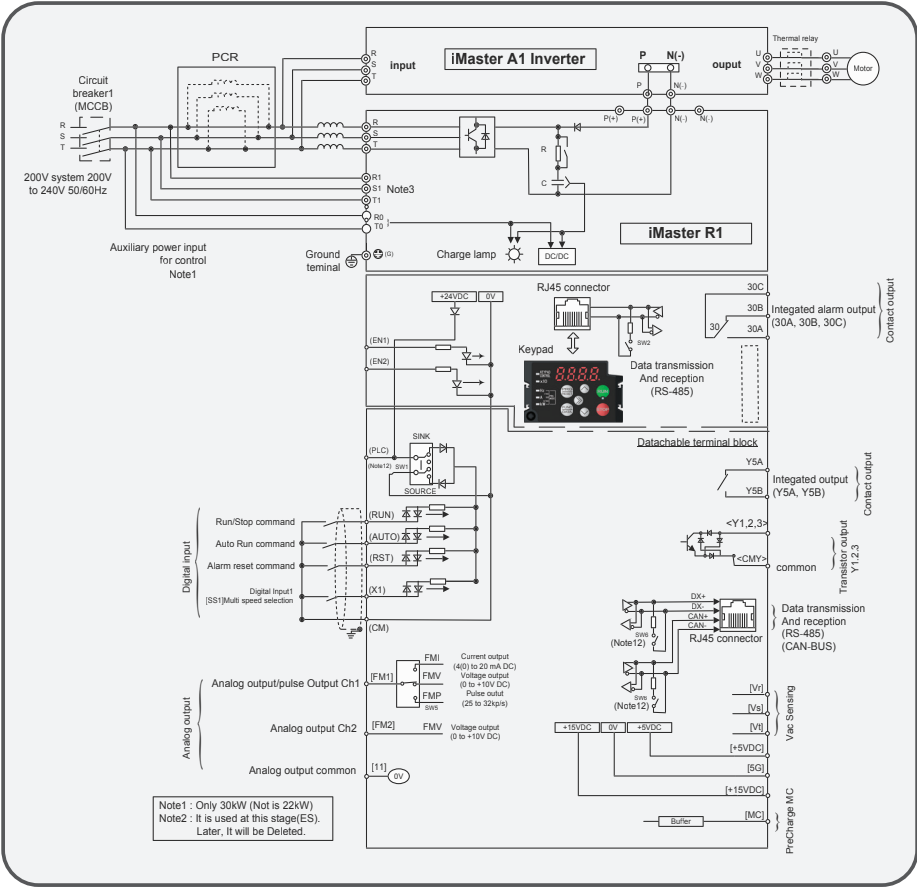 iMaster A1 Inverter
input
P N(-)
ouput
P N(-)
Thermal relay
U
V
W
U
V
W
Motor
PCR
R
S
T
Circuit
breaker1
(MCCB)
R
S
T
200V system 200V
to 240V 50/60Hz
R
S
T
R1
S1
T1
Note3
R0
T0
P(+) P(+) N(-) N(-)
R
C
iMaster R1
Auxiliary power input
for control
Note1
Ground
teminal
(G)
Charge lamp
DC/DC
+24VDC 0V
(EN1)
(EN2)
RJ45 connector
SW2
Keypad
Data transmission
And reception
(RS-485)
30C
30B
30A
30
Integated alarm output
(30A, 30B, 30C)
Contact output
Datachable terminal block
(PLC)
(Note12)
SW1
SINK
SOURCE
Y5A
Y5B
Integated output
(Y5A, Y5B)
Contact output
Digital input
Run/Stop command
(RUN)
Auto Run command
(AUTO)
Alarm reset command
(RST)
Digital Input1
[SS1]Multi speed selection
(X1)
(CM)
<Y1,2,3>
<CMY>
common
Transistor output
Y1.2.3
DX+
DX-
CAN+
CAN-
SW6
(Note12)
RJ45 connector
Data transmission
And reception
(RS-485)
(CAN-BUS)
SW6
(Note12)
Analog output
Analog output/pulse Output Ch1
[FM1]
FMI
FMV
FMP
SW5
Current output
(4(0) to 20 mA DC)
Voltage output
(0 to +10V DC)
Pulse outut
(25 to 32kp/s)
Analog output Ch2
[FM2]
FMV
Voltage output
(0 to +10V DC)
Analog output common
[11]
0V
[Vr]
[Vs]
[Vt]
Vac Sensing
+15VDC 0V +5VDC
[+5VDC]
[5G]
[+15VDC]
[MC]
Buffer
PreCharge MC
Note1 : Only 30kW (Not is 22kW)
Note2 : It is used at this stage(ES).
Later, It will be Deleted.